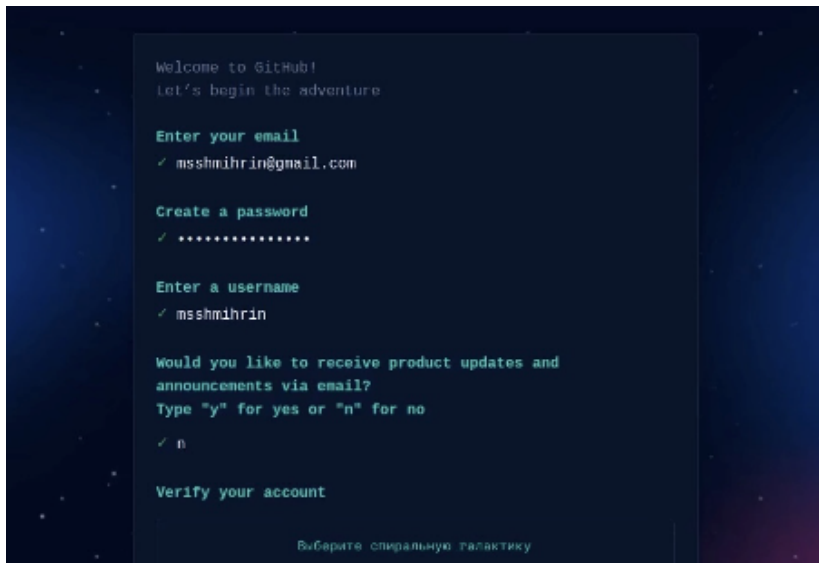 Welcome to GitHub!
Let's begin the adventure
Enter your email
✓ msshmihrin@gmail.com
Create a password
✓ •••••••••••••••
Enter a username
✓ msshmihrin
Would you like to receive product updates and
announcements via email?
Type "y" for yes or "n" for no
✓ n
Verify your account
Выберите спиральную галактику